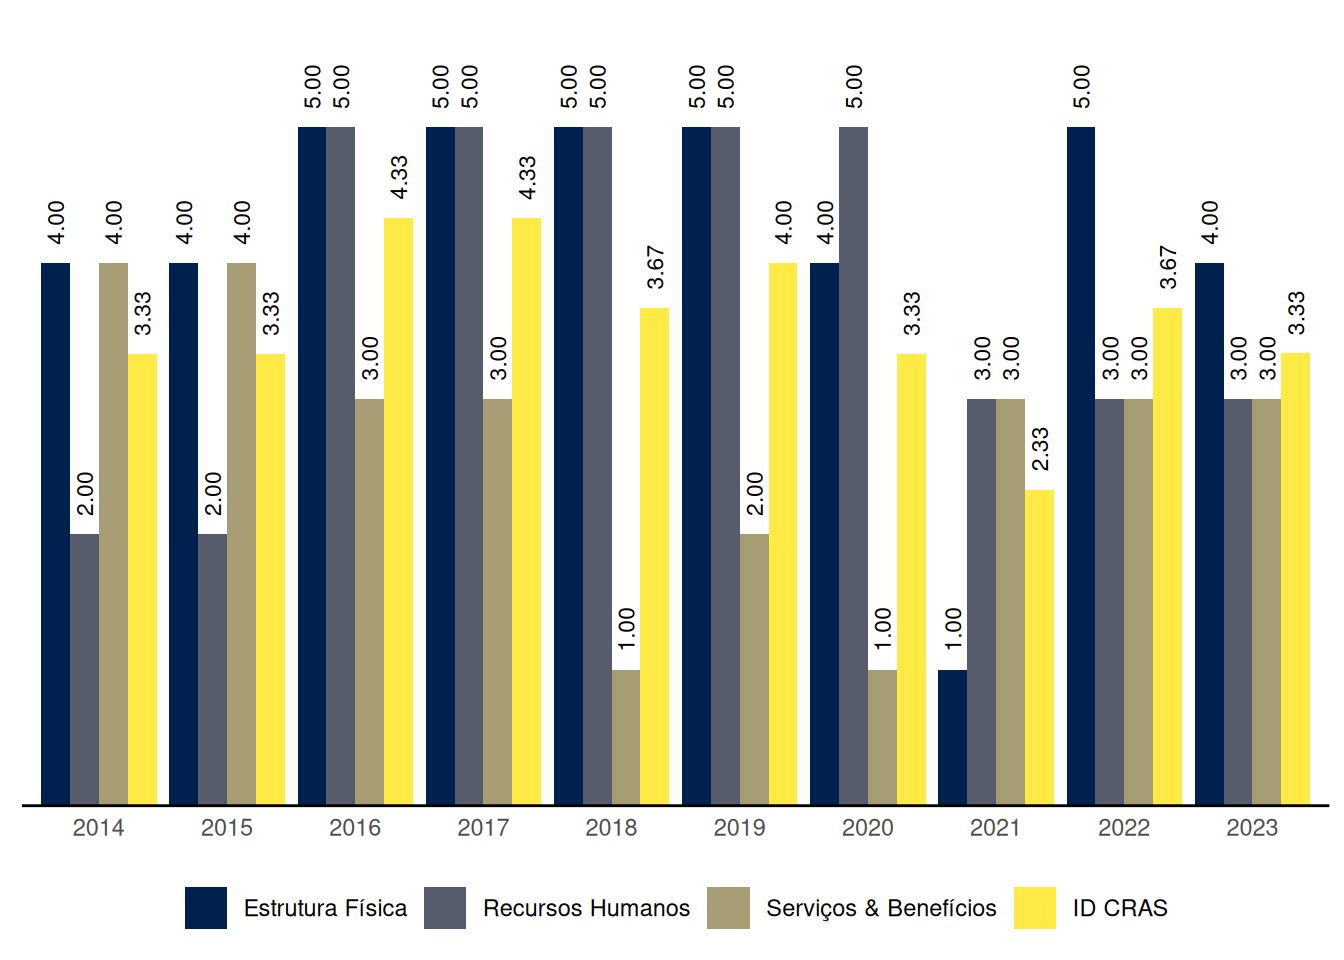 4.00 2.00 4.00 3.33 4.00 2.00 4.00 3.33 5.00 5.00 3.00 4.33 5.00 5.00 3.00 4.33 5.00 5.00 1.00 3.67 5.00 5.00 2.00 4.00 4.00 5.00 1.00 3.33 1.00 3.00 3.00 2.33 5.00 3.00 3.00 3.67 4.00 3.00 3.00 3.33
2014 2015 2016 2017 2018 2019 2020 2021 2022 2023
Estrutura Física Recursos Humanos Serviços & Benefícios ID CRAS